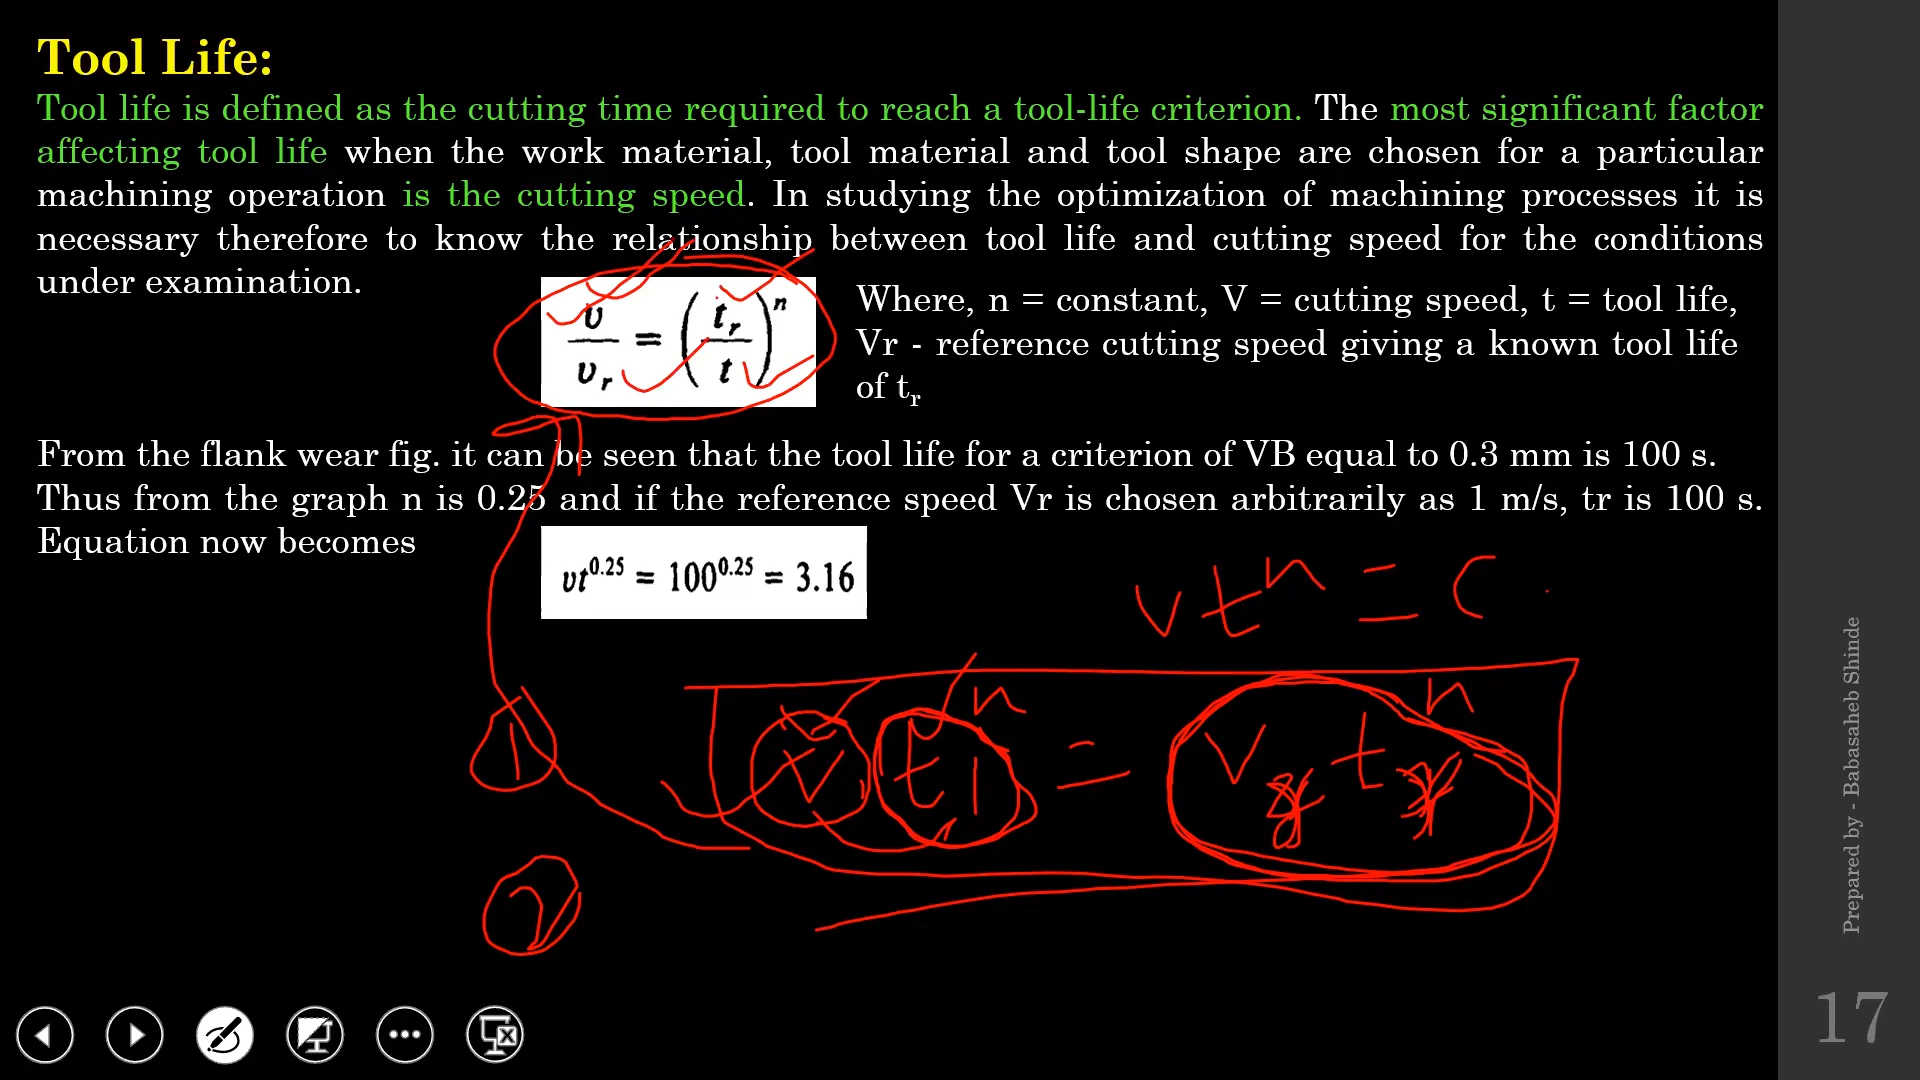 Tool Life:
Tool life is defined as the cutting time required to reach a tool-life criterion. The most significant factor
affecting tool life when the work material, tool material and tool shape are chosen for a particular
machining operation is the cutting speed. In studying the optimization of machining processes it is
necessary therefore to know the relationship between tool life and cutting speed for the conditions
under examination.
υ/υᵣ = (tᵣ/t)ⁿ
Where, n = constant, V = cutting speed, t = tool life,
Vr - reference cutting speed giving a known tool life
of tᵣ
From the flank wear fig. it can be seen that the tool life for a criterion of VB equal to 0.3 mm is 100 s.
Thus from the graph n is 0.25 and if the reference speed Vr is chosen arbitrarily as 1 m/s, tr is 100 s.
Equation now becomes
υt^0.25 = 100^0.25 = 3.16
vtⁿ = C
1
v₁ t₁ⁿ = v t ⁿ
2
Prepared by - Babasaheb Shinde
17